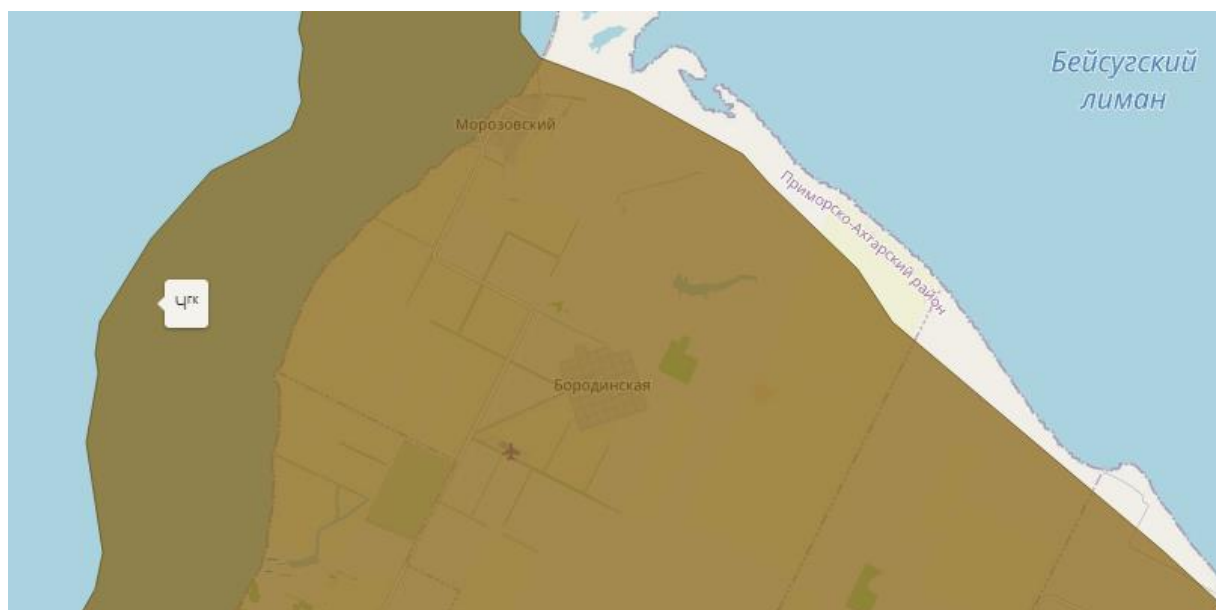 Бейсугский
лиман
Морозовский
Приморско-Ахтарский район
Чгк
Бородинская